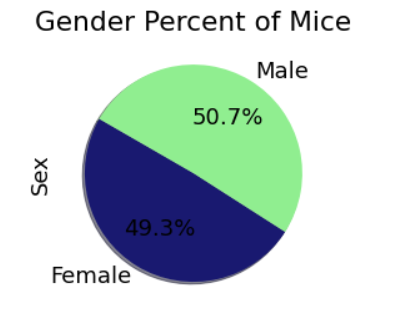 Gender Percent of Mice
Male
50.7%
Sex
49.3%
Female